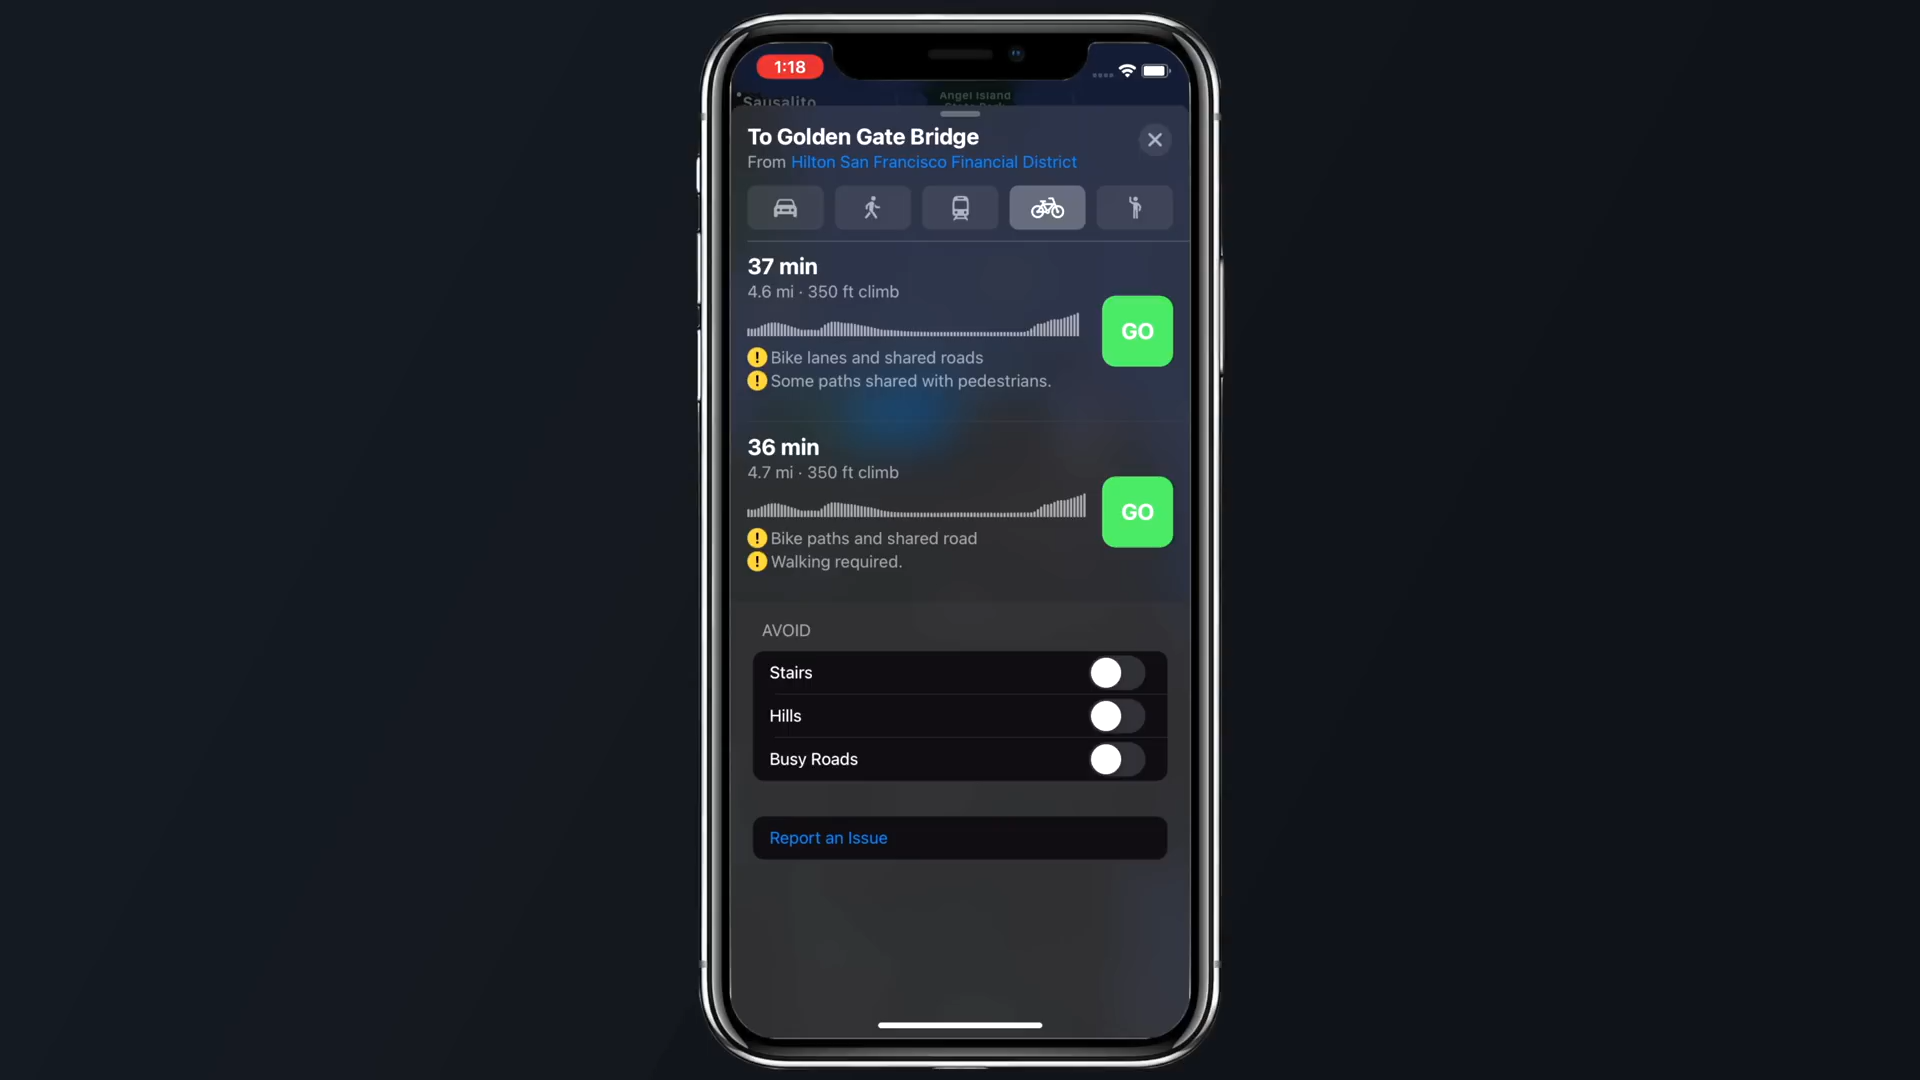 1:18
Sausalito
Angel Island
State Park
To Golden Gate Bridge
From Hilton San Francisco Financial District
37 min
4.6 mi · 350 ft climb
GO
! Bike lanes and shared roads
! Some paths shared with pedestrians.
36 min
4.7 mi · 350 ft climb
GO
! Bike paths and shared road
! Walking required.
AVOID
Stairs
Hills
Busy Roads
Report an Issue